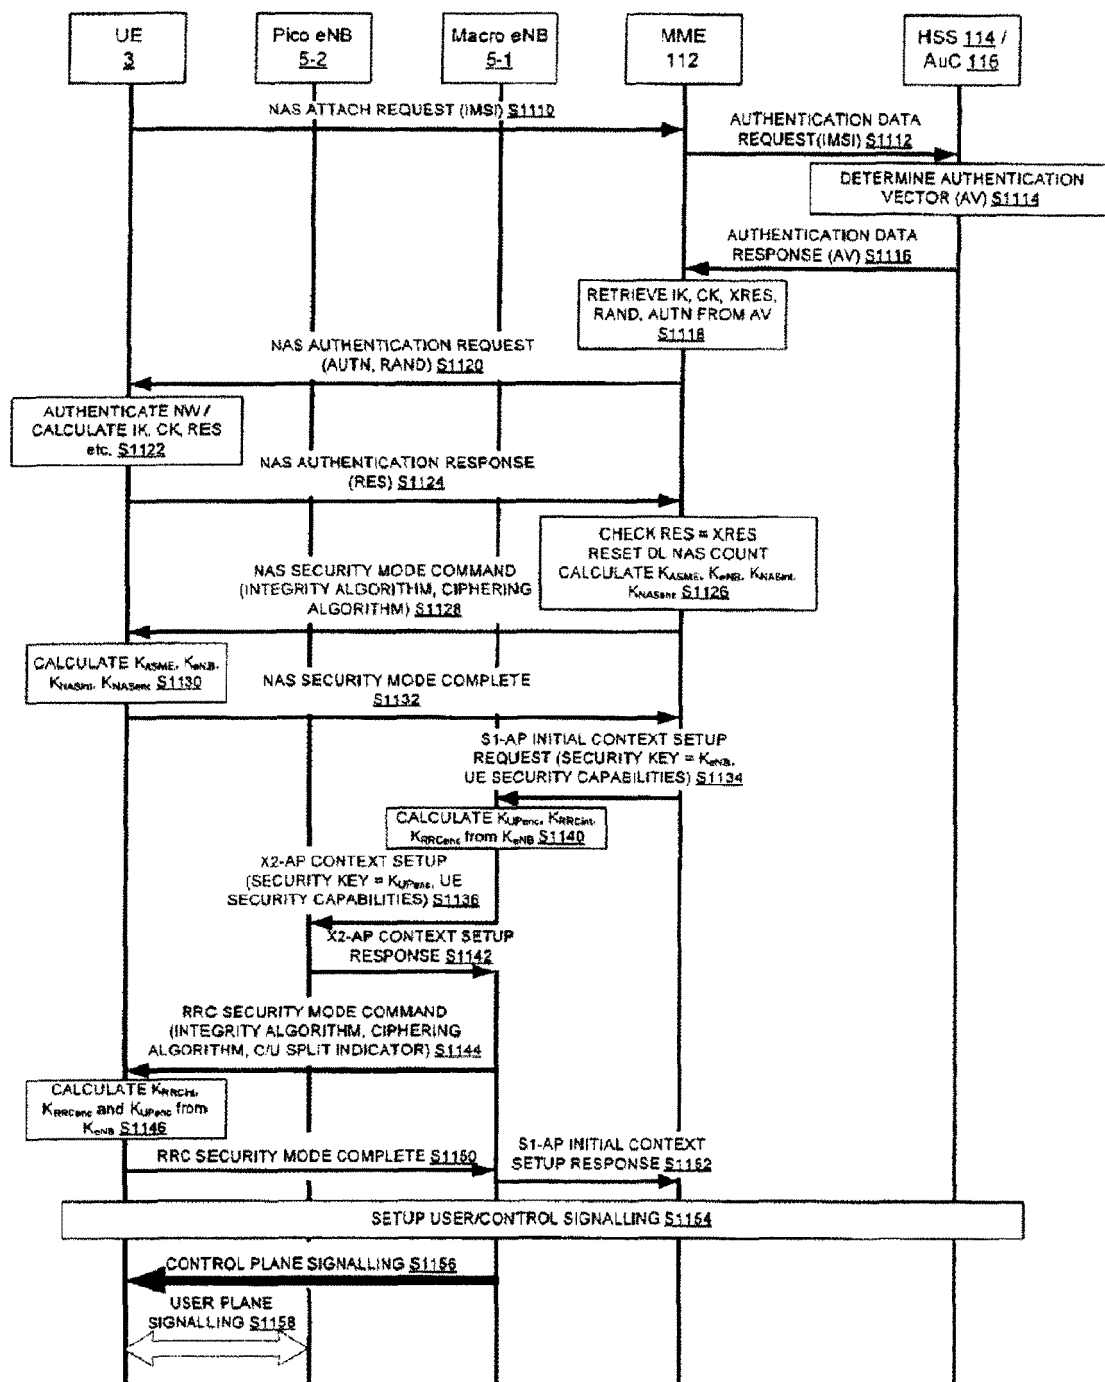 UE
3
Pico eNB
5-2
Macro eNB
5-1
MME
112
HSS 114 /
AuC 116
NAS ATTACH REQUEST (IMSI) S1110
AUTHENTICATION DATA
REQUEST(IMSI) S1112
DETERMINE AUTHENTICATION
VECTOR (AV) S1114
AUTHENTICATION DATA
RESPONSE (AV) S1116
RETRIEVE IK, CK, XRES,
RAND, AUTN FROM AV
S1118
NAS AUTHENTICATION REQUEST
(AUTN, RAND) S1120
AUTHENTICATE NW /
CALCULATE IK, CK, RES
etc. S1122
NAS AUTHENTICATION RESPONSE
(RES) S1124
CHECK RES = XRES
RESET DL NAS COUNT
CALCULATE KASME, KeNB, KNASint,
KNASenc S1126
NAS SECURITY MODE COMMAND
(INTEGRITY ALGORITHM, CIPHERING
ALGORITHM) S1128
CALCULATE KASME, KeNB,
KNASint, KNASenc S1130
NAS SECURITY MODE COMPLETE
S1132
S1-AP INITIAL CONTEXT SETUP
REQUEST (SECURITY KEY = KeNB,
UE SECURITY CAPABILITIES) S1134
CALCULATE KUPenc, KRRCint,
KRRCenc from KeNB S1140
X2-AP CONTEXT SETUP
(SECURITY KEY = KUPenc, UE
SECURITY CAPABILITIES) S1136
X2-AP CONTEXT SETUP
RESPONSE S1142
RRC SECURITY MODE COMMAND
(INTEGRITY ALGORITHM, CIPHERING
ALGORITHM, C/U SPLIT INDICATOR) S1144
CALCULATE KRRCint,
KRRCenc and KUPenc from
KeNB S1146
RRC SECURITY MODE COMPLETE S1150
S1-AP INITIAL CONTEXT
SETUP RESPONSE S1152
SETUP USER/CONTROL SIGNALLING S1154
CONTROL PLANE SIGNALLING S1156
USER PLANE
SIGNALLING S1158